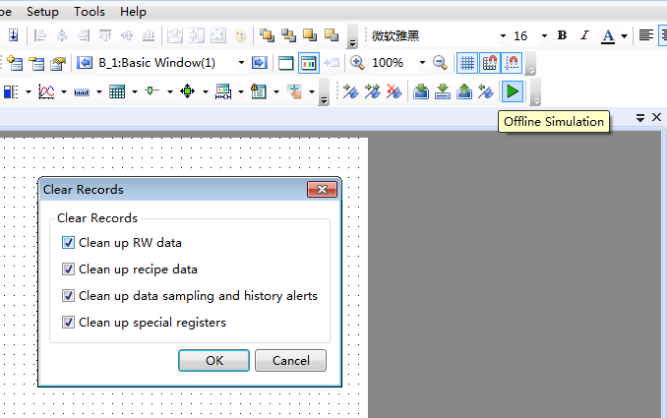 Setup Tools Help
微软雅黑 16 B I A
B_1:Basic Window(1) 100%
Offline Simulation
Clear Records
Clear Records
Clean up RW data
Clean up recipe data
Clean up data sampling and history alerts
Clean up special registers
OK Cancel